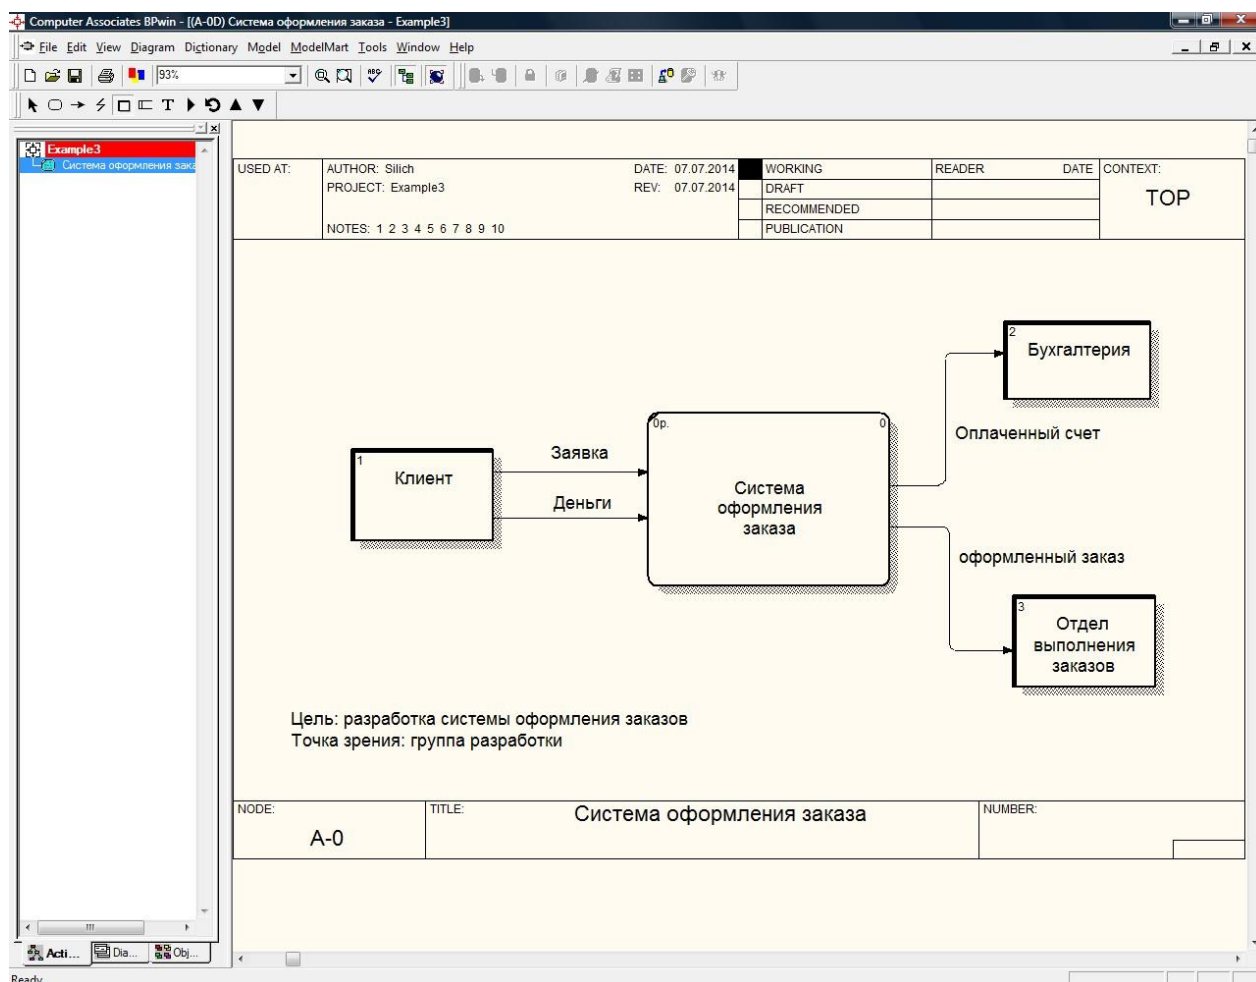 Computer Associates BPwin - [(A-0D) Система оформления заказа - Example3]
File Edit View Diagram Dictionary Model ModelMart Tools Window Help
93%
ABC
T
Example3
Система оформления зака
USED AT:
AUTHOR: Silich
DATE: 07.07.2014
PROJECT: Example3
REV: 07.07.2014
NOTES: 1 2 3 4 5 6 7 8 9 10
WORKING
DRAFT
RECOMMENDED
PUBLICATION
READER
DATE
CONTEXT:
TOP
2
Бухгалтерия
Оплаченный счет
1
Клиент
Заявка
Деньги
0р.
0
Система
оформления
заказа
оформленный заказ
3
Отдел
выполнения
заказов
Цель: разработка системы оформления заказов
Точка зрения: группа разработки
NODE:
A-0
TITLE:
Система оформления заказа
NUMBER:
Acti...
Dia...
Obj...
Ready